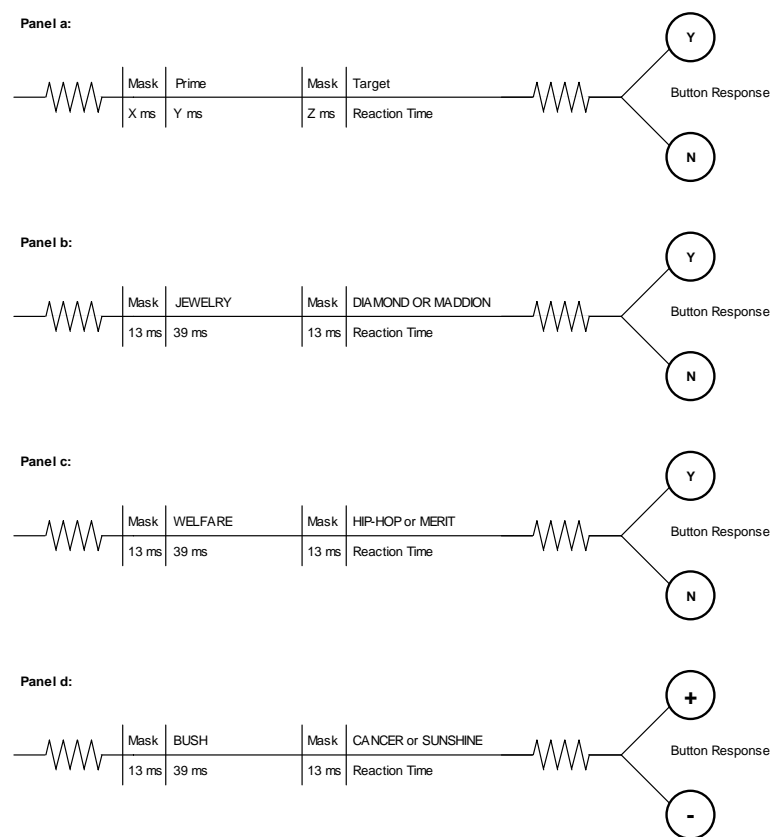 Panel a:
Y
Mask Prime Mask Target
Button Response
X ms Y ms Z ms Reaction Time
N
Panel b:
Y
Mask JEWELRY Mask DIAMOND OR MADDION
Button Response
13 ms 39 ms 13 ms Reaction Time
N
Panel c:
Y
Mask WELFARE Mask HIP-HOP or MERIT
Button Response
13 ms 39 ms 13 ms Reaction Time
N
Panel d:
+
Mask BUSH Mask CANCER or SUNSHINE
Button Response
13 ms 39 ms 13 ms Reaction Time
-